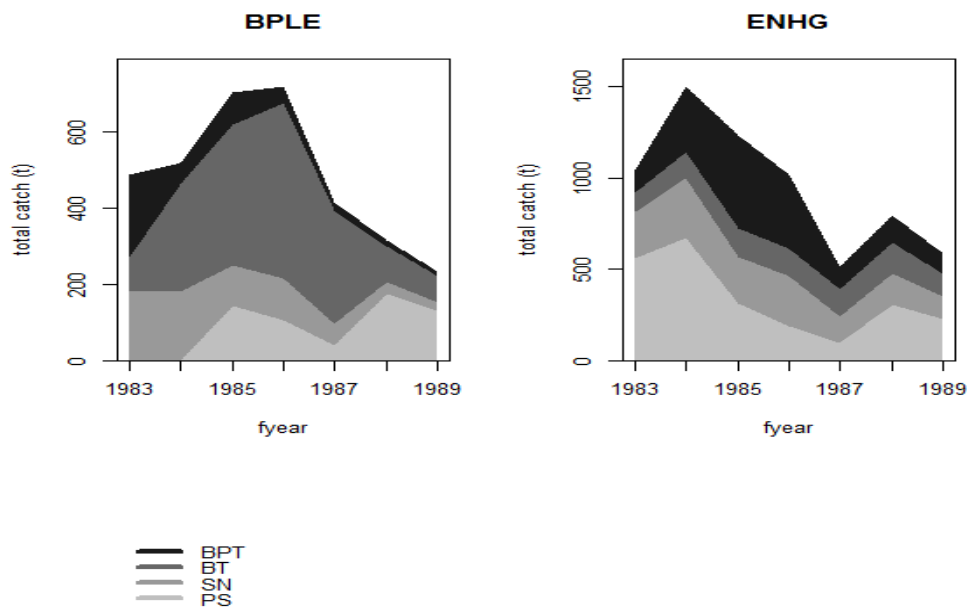 BPLE
ENHG
total catch (t)
0
200
400
600
1983
1985
1987
1989
fyear
total catch (t)
0
500
1000
1500
1983
1985
1987
1989
fyear
BPT
BT
SN
PS